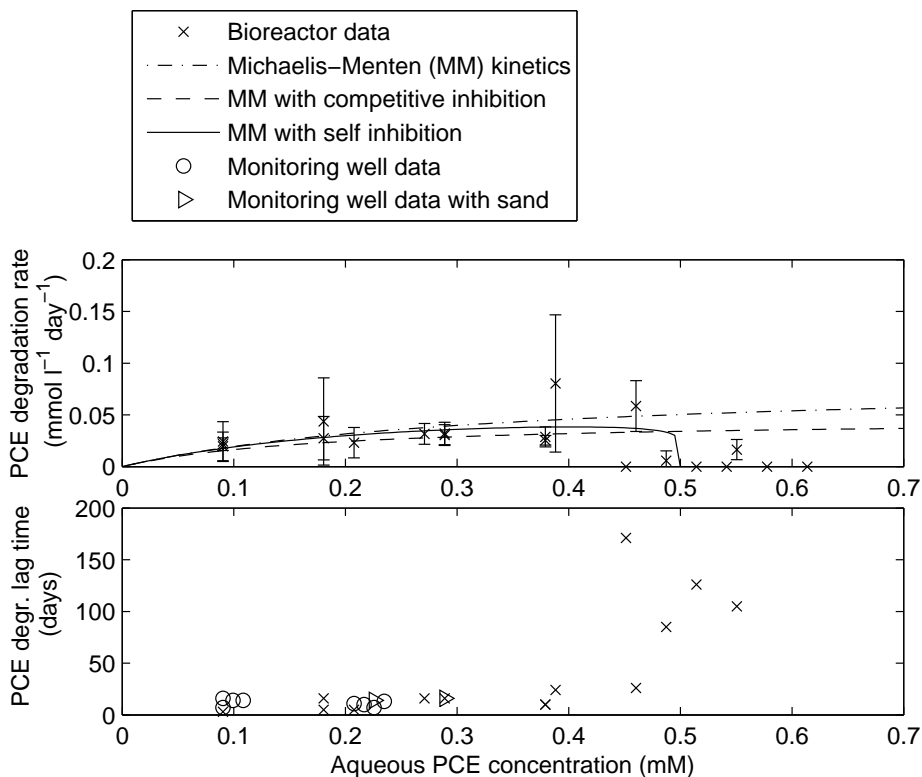 Bioreactor data
Michaelis−Menten (MM) kinetics
MM with competitive inhibition
MM with self inhibition
Monitoring well data
Monitoring well data with sand
PCE degradation rate
(mmol l⁻¹ day⁻¹)
0.2
0.15
0.1
0.05
0
0 0.1 0.2 0.3 0.4 0.5 0.6 0.7
PCE degr. lag time
(days)
200
150
100
50
0
0 0.1 0.2 0.3 0.4 0.5 0.6 0.7
Aqueous PCE concentration (mM)